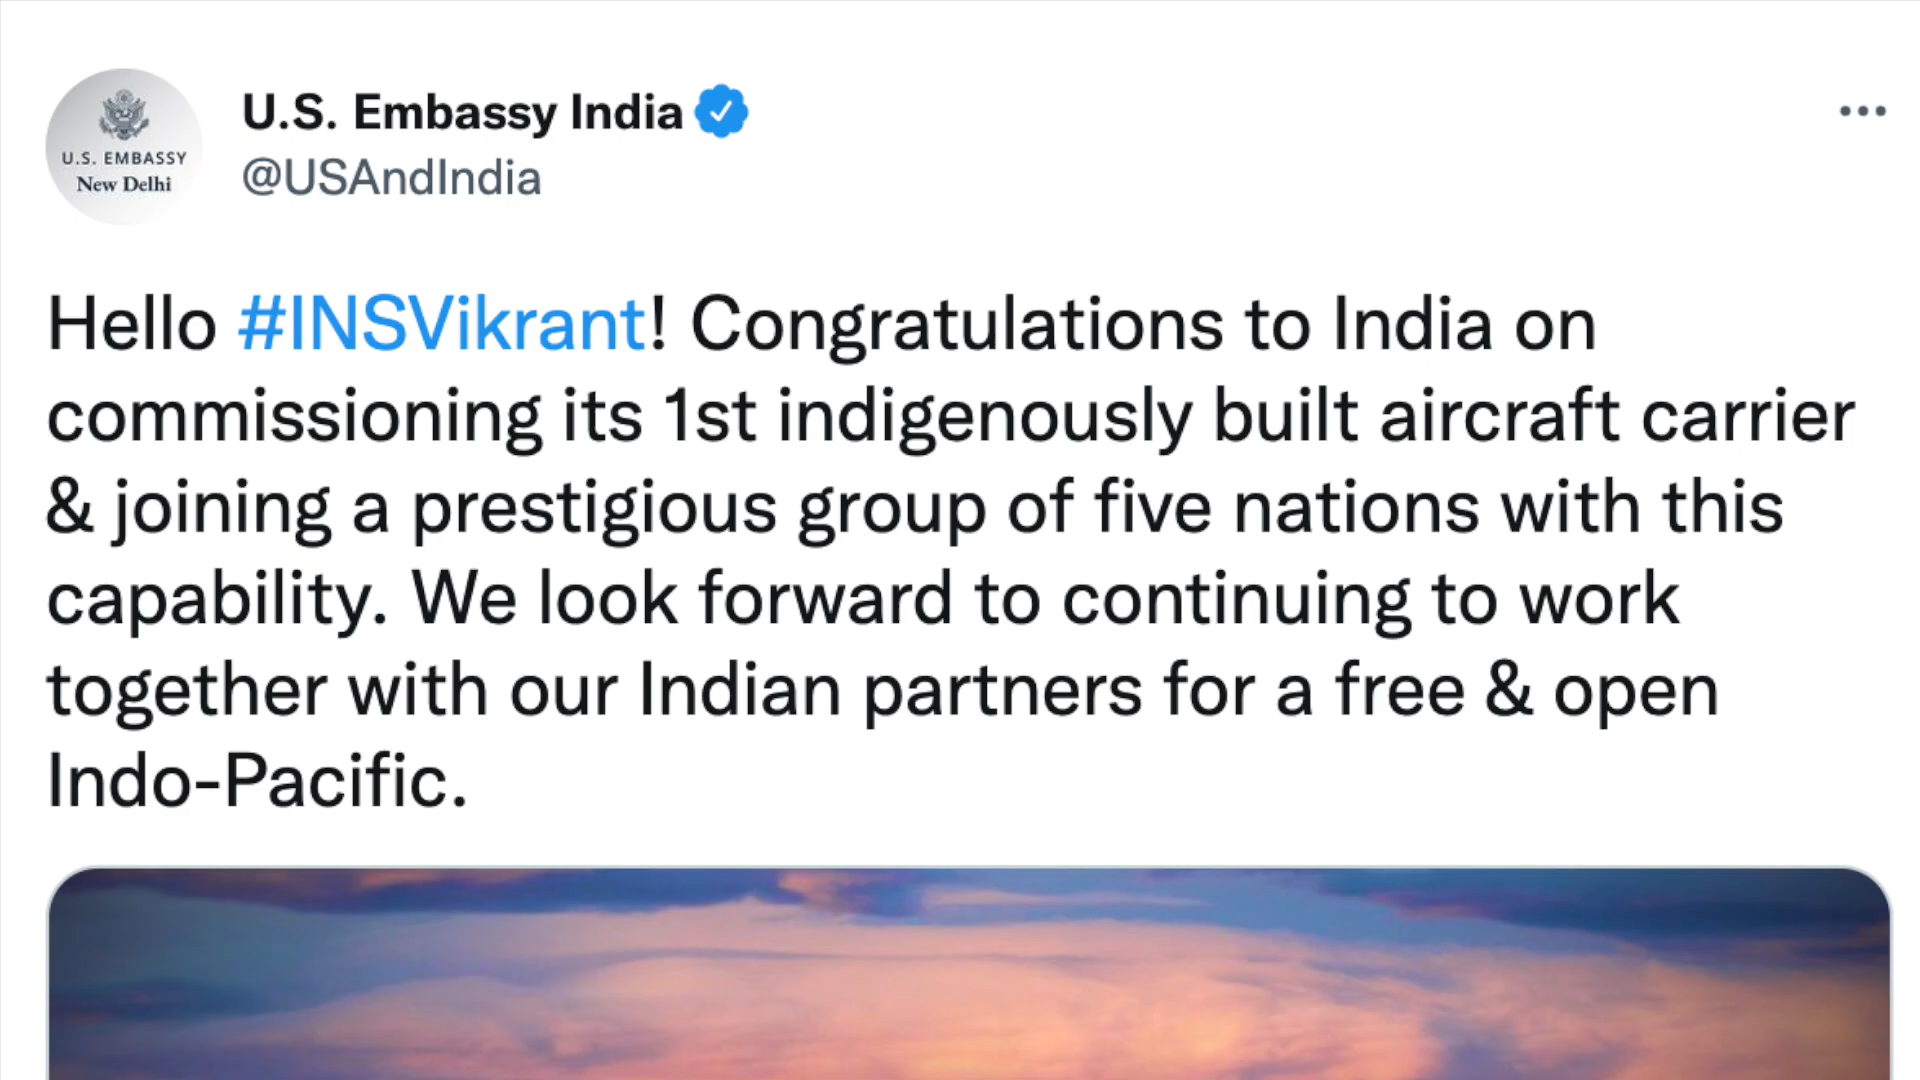 U.S. EMBASSY
New Delhi
U.S. Embassy India
@USAndIndia
Hello #INSVikrant! Congratulations to India on
commissioning its 1st indigenously built aircraft carrier
& joining a prestigious group of five nations with this
capability. We look forward to continuing to work
together with our Indian partners for a free & open
Indo-Pacific.